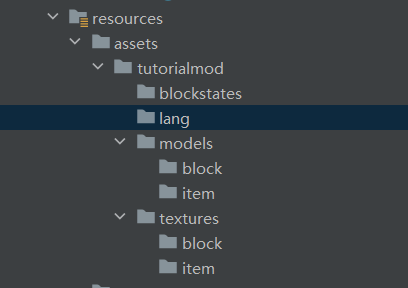 resources
assets
tutorialmod
blockstates
lang
models
block
item
textures
block
item